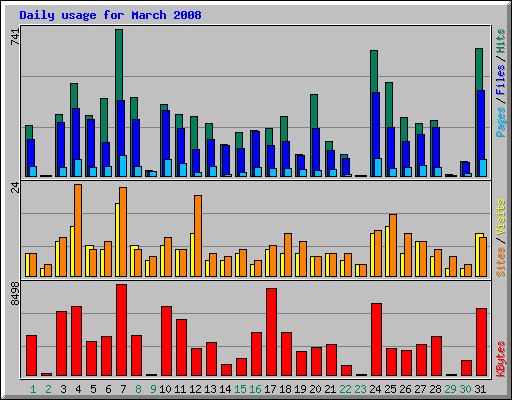 Daily usage for March 2008
741
Pages / Files / Hits
24
Sites / Visits
8498
KBytes
1 2 3 4 5 6 7 8 9 10 11 12 13 14 15 16 17 18 19 20 21 22 23 24 25 26 27 28 29 30 31